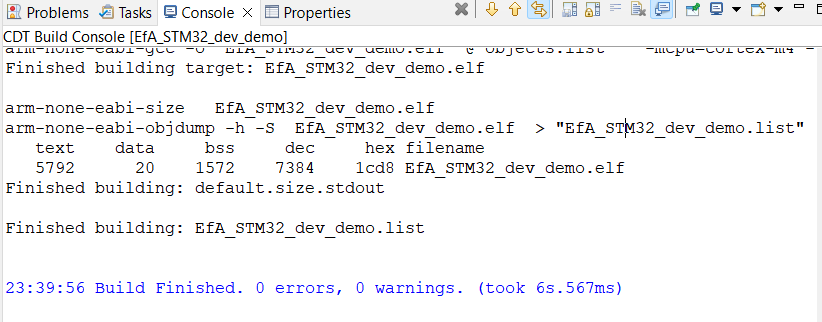 Problems Tasks Console Properties
CDT Build Console [EfA_STM32_dev_demo]
arm-none-eabi-gcc -o "EfA_STM32_dev_demo.elf" @"objects.list" -mcpu=cortex-m4 -
Finished building target: EfA_STM32_dev_demo.elf
arm-none-eabi-size EfA_STM32_dev_demo.elf
arm-none-eabi-objdump -h -S EfA_STM32_dev_demo.elf > "EfA_STM32_dev_demo.list"
text data bss dec hex filename
5792 20 1572 7384 1cd8 EfA_STM32_dev_demo.elf
Finished building: default.size.stdout
Finished building: EfA_STM32_dev_demo.list
23:39:56 Build Finished. 0 errors, 0 warnings. (took 6s.567ms)